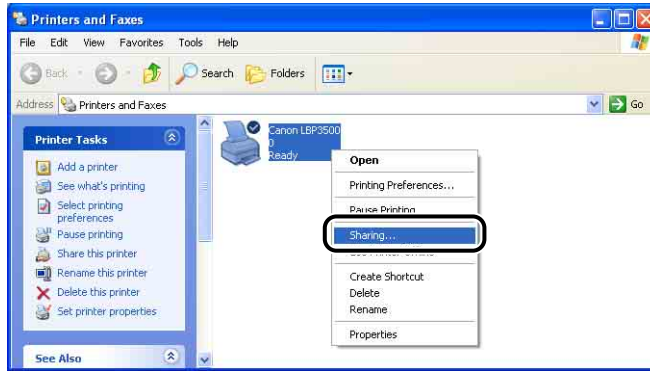 Printers and Faxes
File Edit View Favorites Tools Help
Back Search Folders
Address Printers and Faxes Go
Printer Tasks
Add a printer
See what's printing
Select printing
preferences
Pause printing
Share this printer
Rename this printer
Delete this printer
Set printer properties
See Also
Canon LBP3500
0
Ready
Open
Printing Preferences...
Pause Printing
Sharing...
Create Shortcut
Delete
Rename
Properties